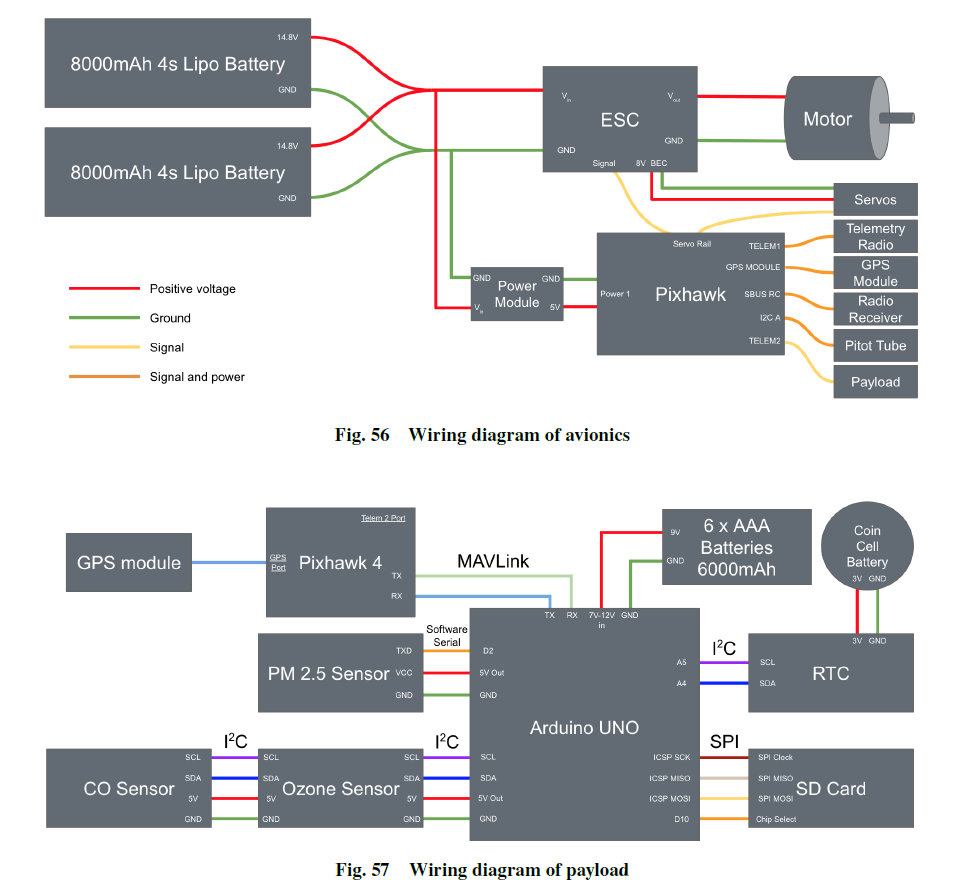 14.8V
8000mAh 4s Lipo Battery
GND
14.8V
8000mAh 4s Lipo Battery
GND
Vin
Vout
ESC
GND
GND
Signal
8V BEC
Motor
Servos
Telemetry
Radio
GPS
Module
Radio
Receiver
Pitot Tube
Payload
Servo Rail
TELEM1
GPS MODULE
SBUS RC
I2C A
TELEM2
Power 1
Pixhawk
GND
GND
Power
Module
Vin
5V
Positive voltage
Ground
Signal
Signal and power
Fig. 56 Wiring diagram of avionics
GPS module
Telem 2 Port
GPS
Port
Pixhawk 4
TX
RX
MAVLink
9V
GND
6 x AAA
Batteries
6000mAh
Coin
Cell
Battery
3V GND
TX
RX
7V-12V
in
GND
Software
Serial
PM 2.5 Sensor
TXD
VCC
GND
D2
5V Out
GND
A5
A4
I2C
3V GND
SCL
SDA
RTC
Arduino UNO
I2C
I2C
CO Sensor
SCL
SDA
5V
GND
SCL
SDA
5V
GND
Ozone Sensor
SCL
SDA
5V
GND
SCL
SDA
5V Out
GND
ICSP SCK
ICSP MISO
ICSP MOSI
D10
SPI
SPI Clock
SPI MISO
SPI MOSI
Chip Select
SD Card
Fig. 57 Wiring diagram of payload